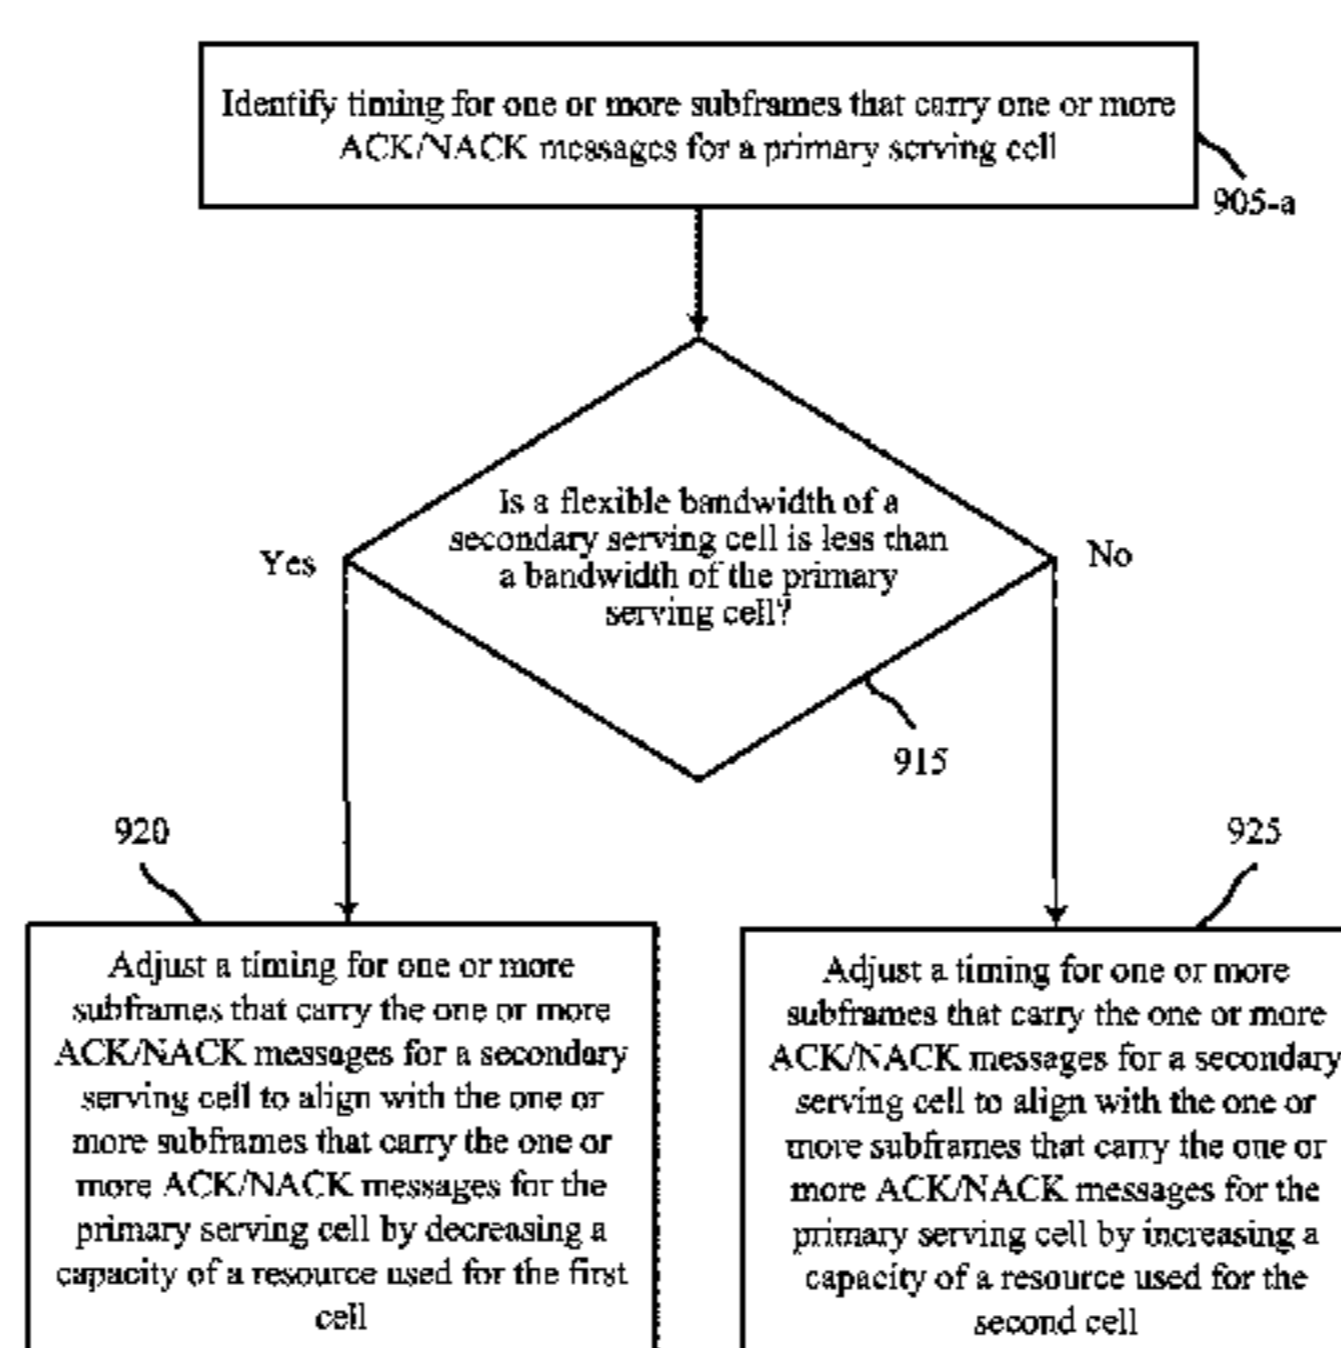 Identify timing for one or more subframes that carry one or more
ACK/NACK messages for a primary serving cell
905-a
Is a flexible bandwidth of a
secondary serving cell is less than
a bandwidth of the primary
serving cell?
Yes
No
915
920
925
Adjust a timing for one or more
subframes that carry the one or more
ACK/NACK messages for a secondary
serving cell to align with the one or
more subframes that carry the one or
more ACK/NACK messages for the
primary serving cell by decreasing a
capacity of a resource used for the first
cell
Adjust a timing for one or more
subframes that carry the one or more
ACK/NACK messages for a secondary
serving cell to align with the one or
more subframes that carry the one or
more ACK/NACK messages for the
primary serving cell by increasing a
capacity of a resource used for the
second cell